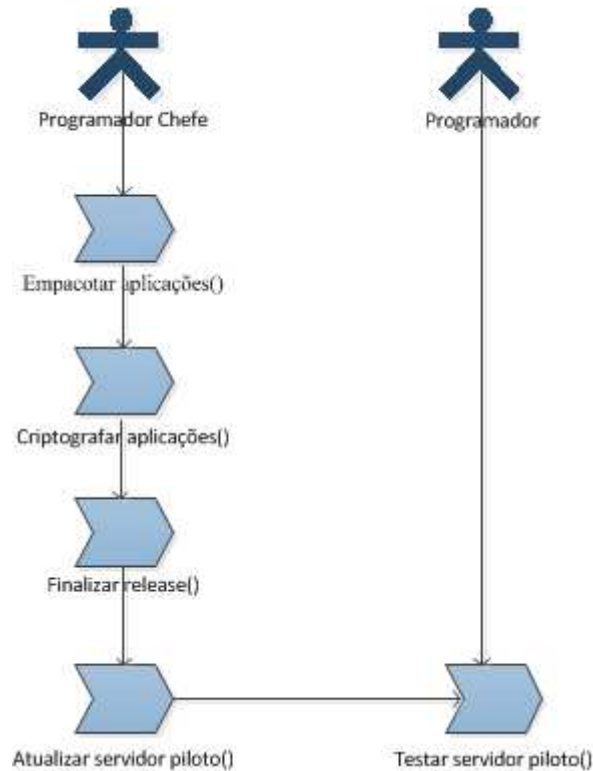 Programador Chefe
Programador
Empacotar aplicações()
Criptografar aplicações()
Finalizar release()
Atualizar servidor piloto()
Testar servidor piloto()